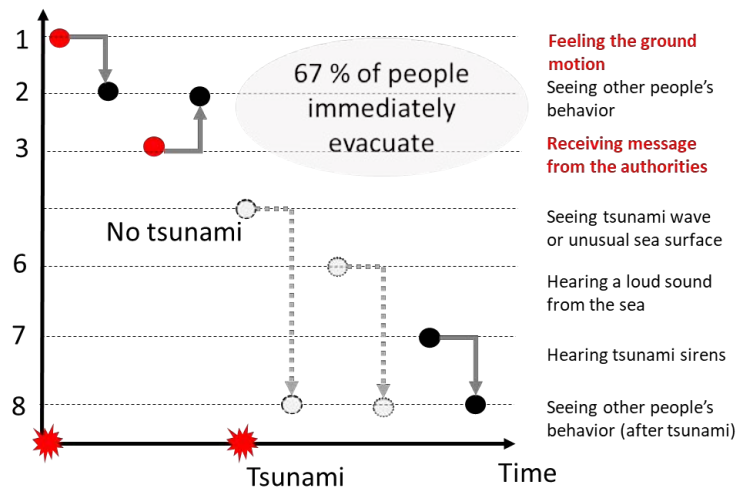 1
2
3
6
7
8
67 % of people
immediately
evacuate
No tsunami
Tsunami
Time
Feeling the ground
motion
Seeing other people's
behavior
Receiving message
from the authorities
Seeing tsunami wave
or unusual sea surface
Hearing a loud sound
from the sea
Hearing tsunami sirens
Seeing other people's
behavior (after tsunami)